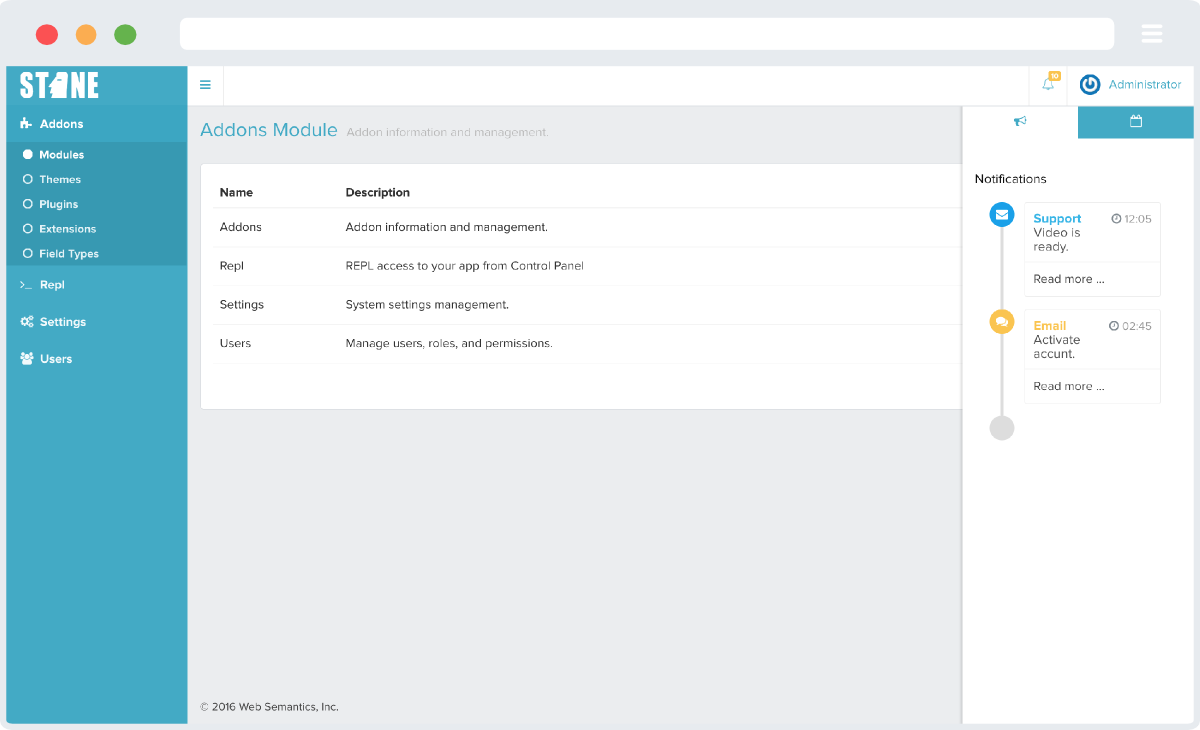 STONE
10
Administrator
Addons
Modules
Themes
Plugins
Extensions
Field Types
Repl
Settings
Users
Addons Module Addon information and management.
Name Description
Addons Addon information and management.
Repl REPL access to your app from Control Panel
Settings System settings management.
Users Manage users, roles, and permissions.
© 2016 Web Semantics, Inc.
Notifications
Support 12:05
Video is
ready.
Read more ...
Email 02:45
Activate
accunt.
Read more ...